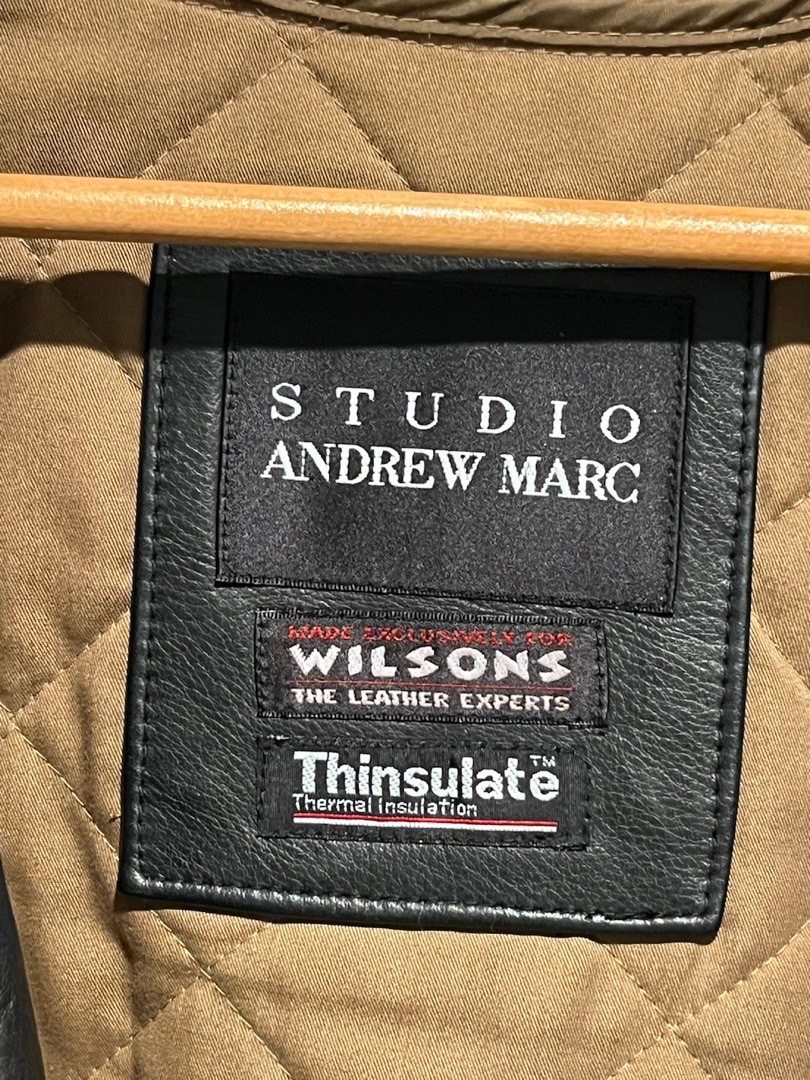 STUDIO
ANDREW MARC
MADE EXCLUSIVELY FOR
WILSONS
THE LEATHER EXPERTS
Thinsulate™
Thermal Insulation